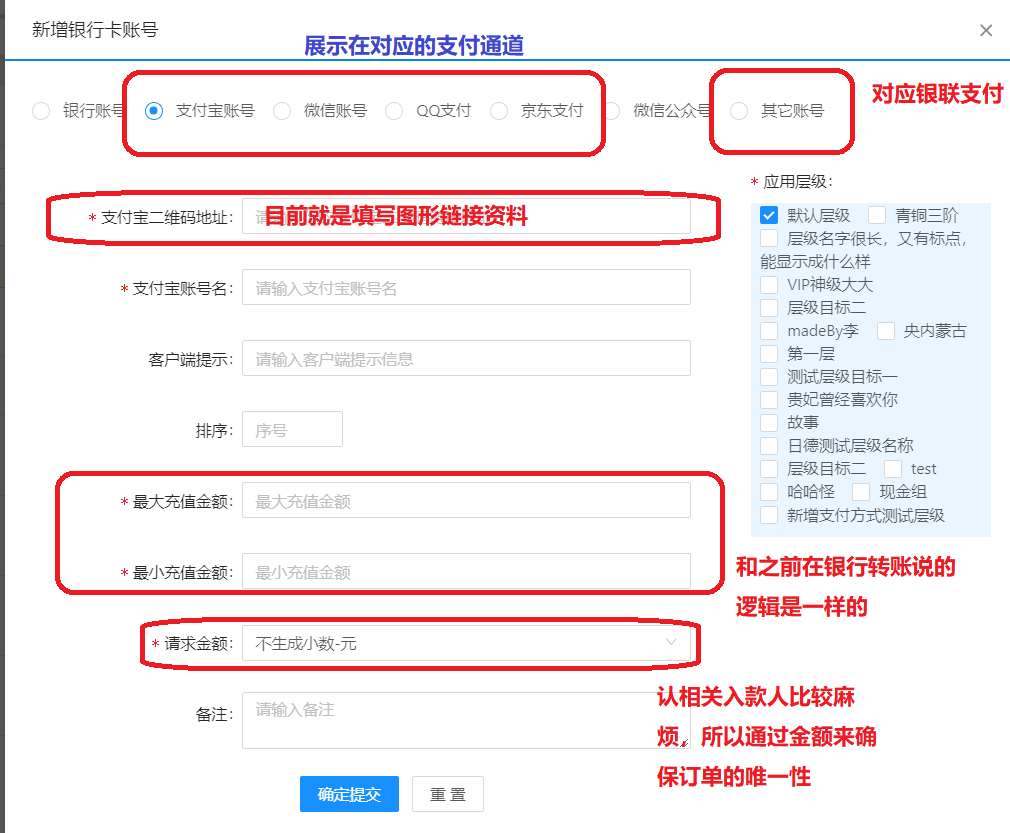 新增银行卡账号
展示在对应的支付通道
银行账号 支付宝账号 微信账号 QQ支付 京东支付 微信公众号 其它账号
对应银联支付
* 支付宝二维码地址： 请
目前就是填写图形链接资料
* 支付宝账号名： 请输入支付宝账号名
客户端提示： 请输入客户端提示信息
排序： 序号
* 最大充值金额： 最大充值金额
* 最小充值金额： 最小充值金额
* 请求金额： 不生成小数-元
备注： 请输入备注
* 应用层级：
默认层级 青铜三阶
层级名字很长，又有标点，
能显示成什么样
VIP神级大大
层级目标二
madeBy李 央内蒙古
第一层
测试层级目标一
贵妃曾经喜欢你
故事
日德测试层级名称
层级目标二 test
哈哈怪 现金组
新增支付方式测试层级
和之前在银行转账说的
逻辑是一样的
认相关入款人比较麻
烦，所以通过金额来确
保订单的唯一性
确定提交 重 置